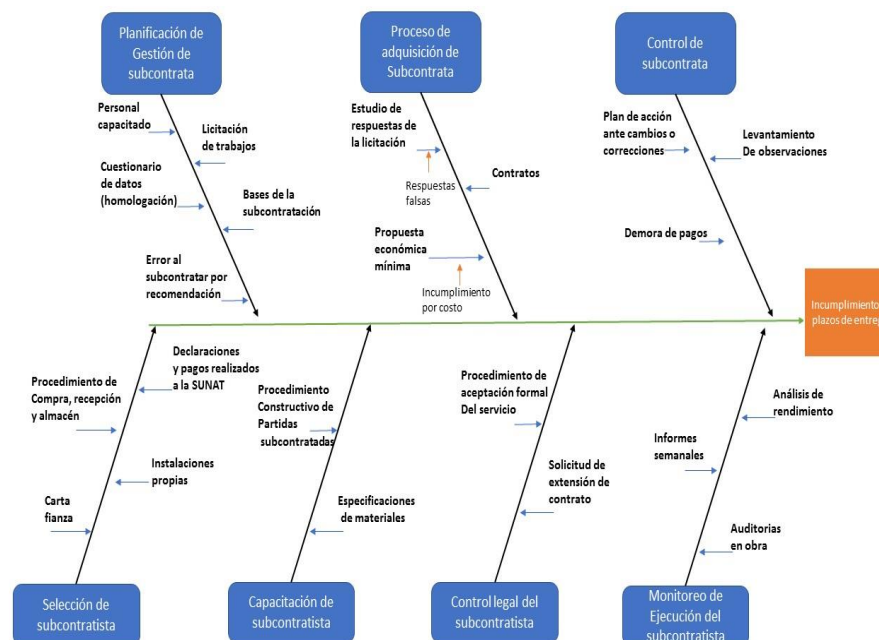 Planificación de
Gestión de
subcontrata
Proceso de
adquisición de
Subcontrata
Control de
subcontrata
Personal
capacitado
Licitación
de trabajos
Cuestionario
de datos
(homologación)
Bases de la
subcontratación
Error al
subcontratar por
recomendación
Estudio de
respuestas de
la licitación
Respuestas
falsas
Contratos
Propuesta
económica
mínima
Incumplimiento
por costo
Plan de acción
ante cambios o
correcciones
Levantamiento
De observaciones
Demora de pagos
Incumplimiento
plazos de entreg
Declaraciones
y pagos realizados
a la SUNAT
Procedimiento de
Compra, recepción
y almacén
Instalaciones
propias
Carta
fianza
Procedimiento
Constructivo de
Partidas
subcontratadas
Especificaciones
de materiales
Procedimiento de
aceptación formal
Del servicio
Solicitud de
extensión de
contrato
Análisis de
rendimiento
Informes
semanales
Auditorias
en obra
Selección de
subcontratista
Capacitación de
subcontratista
Control legal del
subcontratista
Monitoreo de
Ejecución del
subcontratista